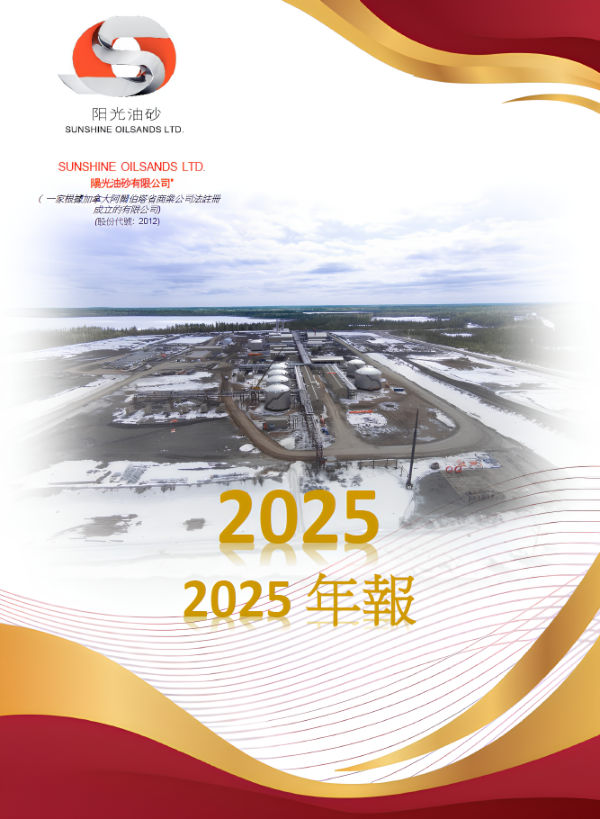 阳光油砂
SUNSHINE OILSANDS LTD.
SUNSHINE OILSANDS LTD.
陽光油砂有限公司*
（一家根據加拿大阿爾伯塔省商業公司法註冊
成立的有限公司)
(股份代號: 2012)
2025
2025 年報